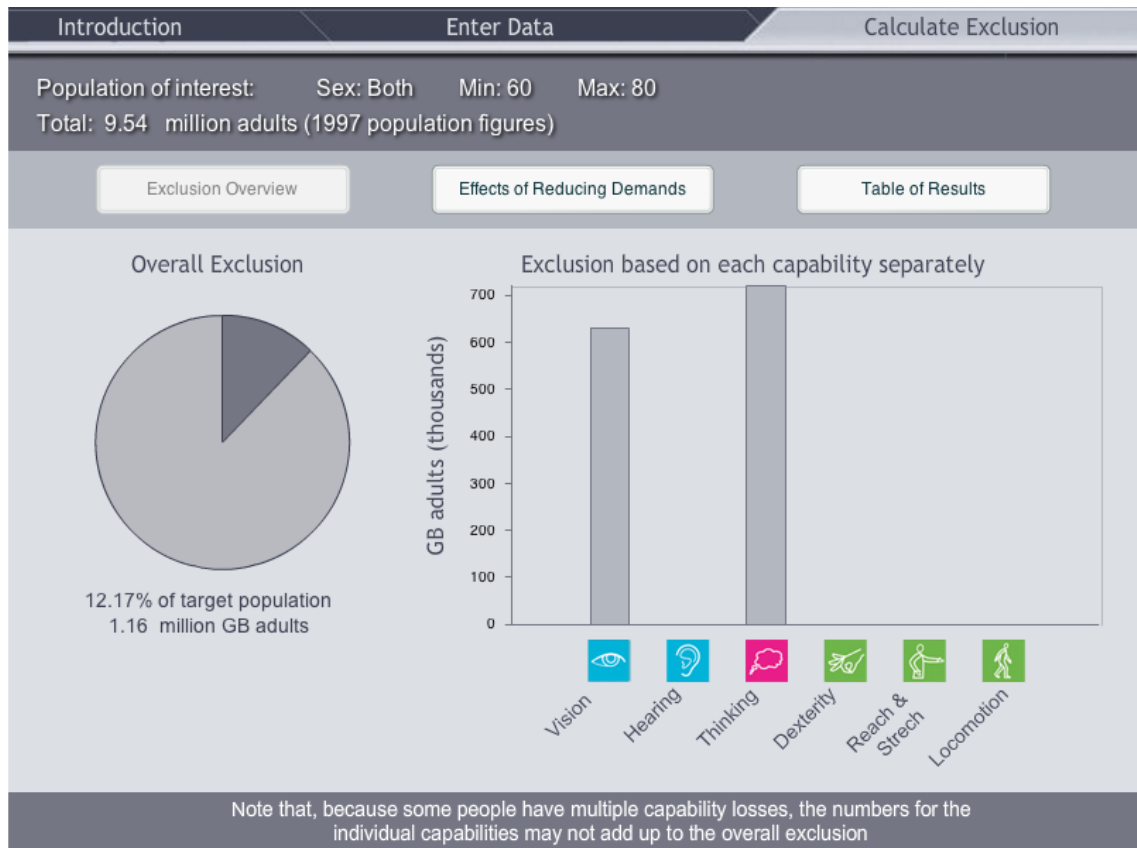 Introduction
Enter Data
Calculate Exclusion
Population of interest: Sex: Both Min: 60 Max: 80
Total: 9.54 million adults (1997 population figures)
Exclusion Overview
Effects of Reducing Demands
Table of Results
Overall Exclusion
12.17% of target population
1.16 million GB adults
Exclusion based on each capability separately
GB adults (thousands)
700
600
500
400
300
200
100
0
Vision
Hearing
Thinking
Dexterity
Reach &
Strech
Locomotion
Note that, because some people have multiple capability losses, the numbers for the
individual capabilities may not add up to the overall exclusion